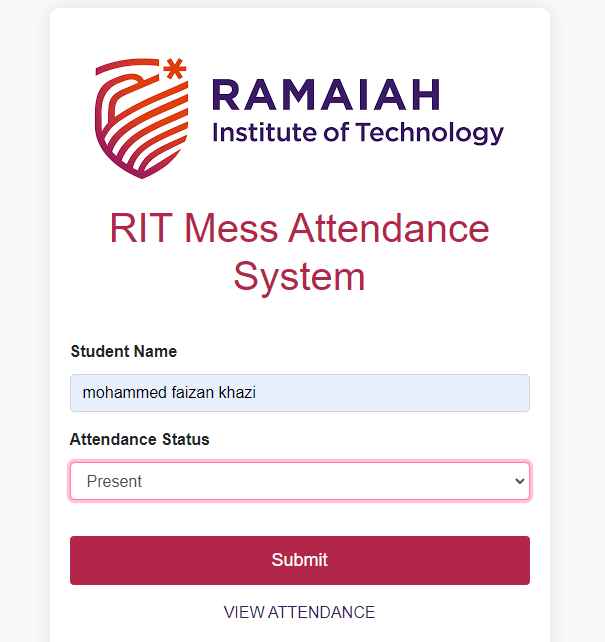 RAMAIAH
Institute of Technology
RIT Mess Attendance
System
Student Name
mohammed faizan khazi
Attendance Status
Present
Submit
VIEW ATTENDANCE